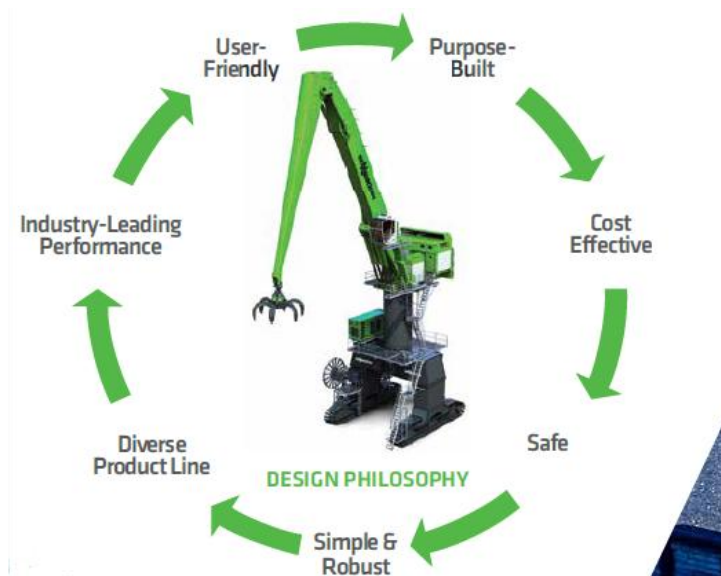 User-
Friendly
Purpose-
Built
Cost
Effective
Safe
Simple &
Robust
Diverse
Product Line
Industry-Leading
Performance
DESIGN PHILOSOPHY